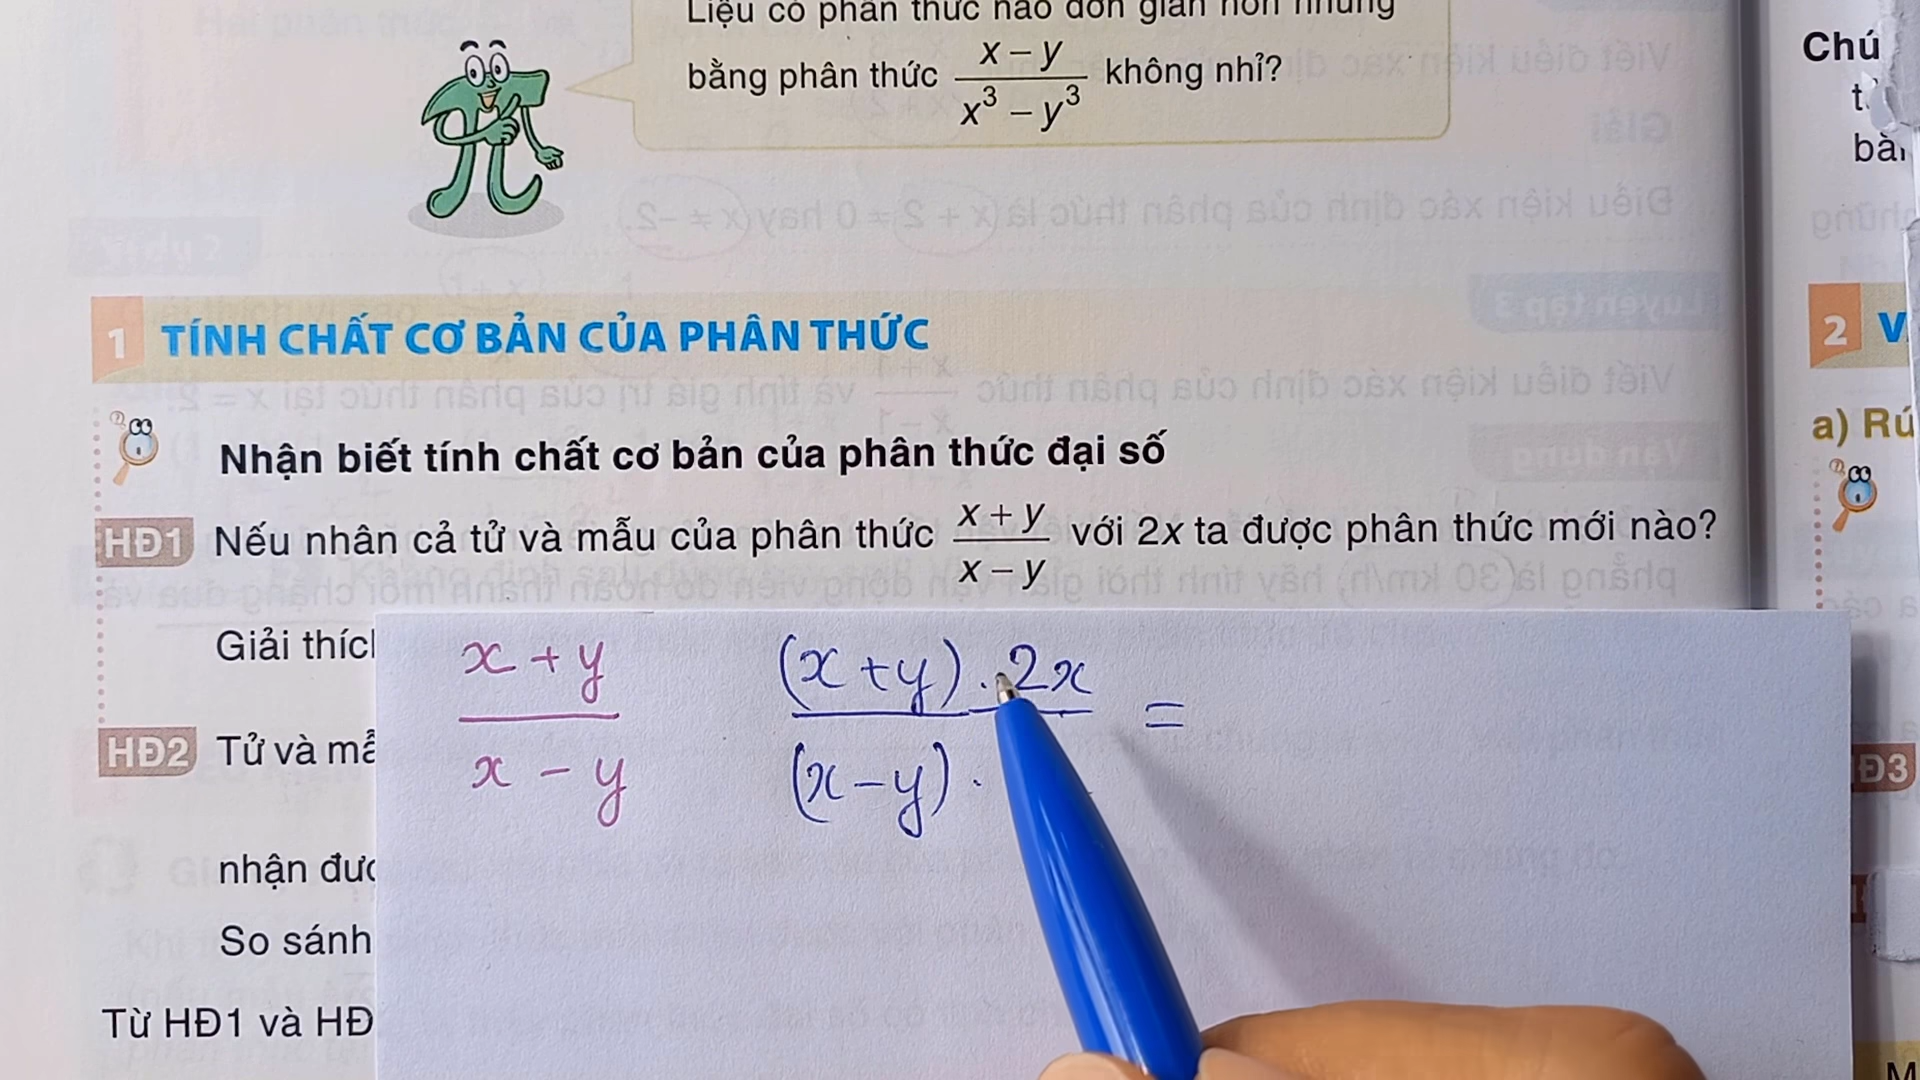 Liệu có phân thức nào đơn giản hơn nhưng
bằng phân thức x – y / x³ – y³ không nhỉ?
1 TÍNH CHẤT CƠ BẢN CỦA PHÂN THỨC
Nhận biết tính chất cơ bản của phân thức đại số
HĐ1 Nếu nhân cả tử và mẫu của phân thức x + y / x – y với 2x ta được phân thức mới nào?
Giải thích
HĐ2 Tử và mẫ
nhận đượ
So sánh
Từ HĐ1 và HĐ
x + y / x – y
(x + y) . 2x / (x – y) . =
Chú
bằ
2 V
a) Rú
Đ3